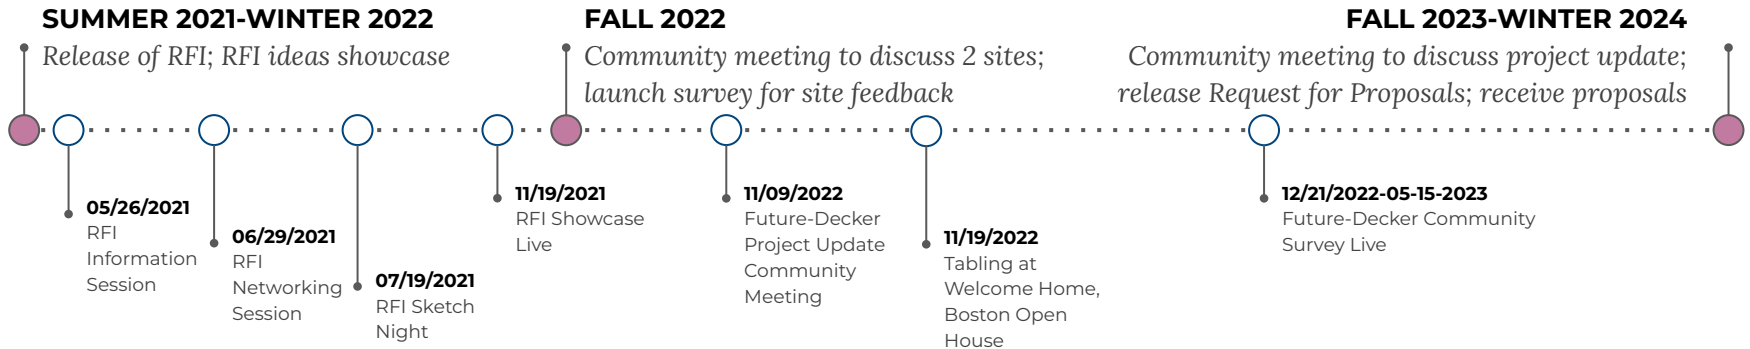 SUMMER 2021-WINTER 2022
Release of RFI; RFI ideas showcase
FALL 2022
Community meeting to discuss 2 sites;
launch survey for site feedback
FALL 2023-WINTER 2024
Community meeting to discuss project update;
release Request for Proposals; receive proposals
05/26/2021
RFI
Information
Session
06/29/2021
RFI
Networking
Session
07/19/2021
RFI Sketch
Night
11/19/2021
RFI Showcase
Live
11/09/2022
Future-Decker
Project Update
Community
Meeting
11/19/2022
Tabling at
Welcome Home,
Boston Open
House
12/21/2022-05-15-2023
Future-Decker Community
Survey Live